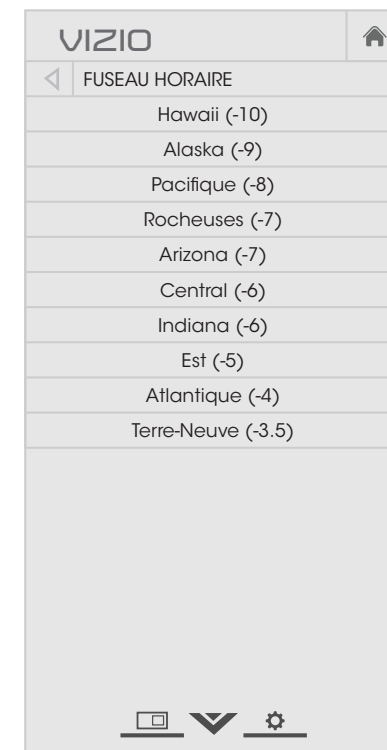 VIZIO
FUSEAU HORAIRE
Hawaii (-10)
Alaska (-9)
Pacifique (-8)
Rocheuses (-7)
Arizona (-7)
Central (-6)
Indiana (-6)
Est (-5)
Atlantique (-4)
Terre-Neuve (-3.5)